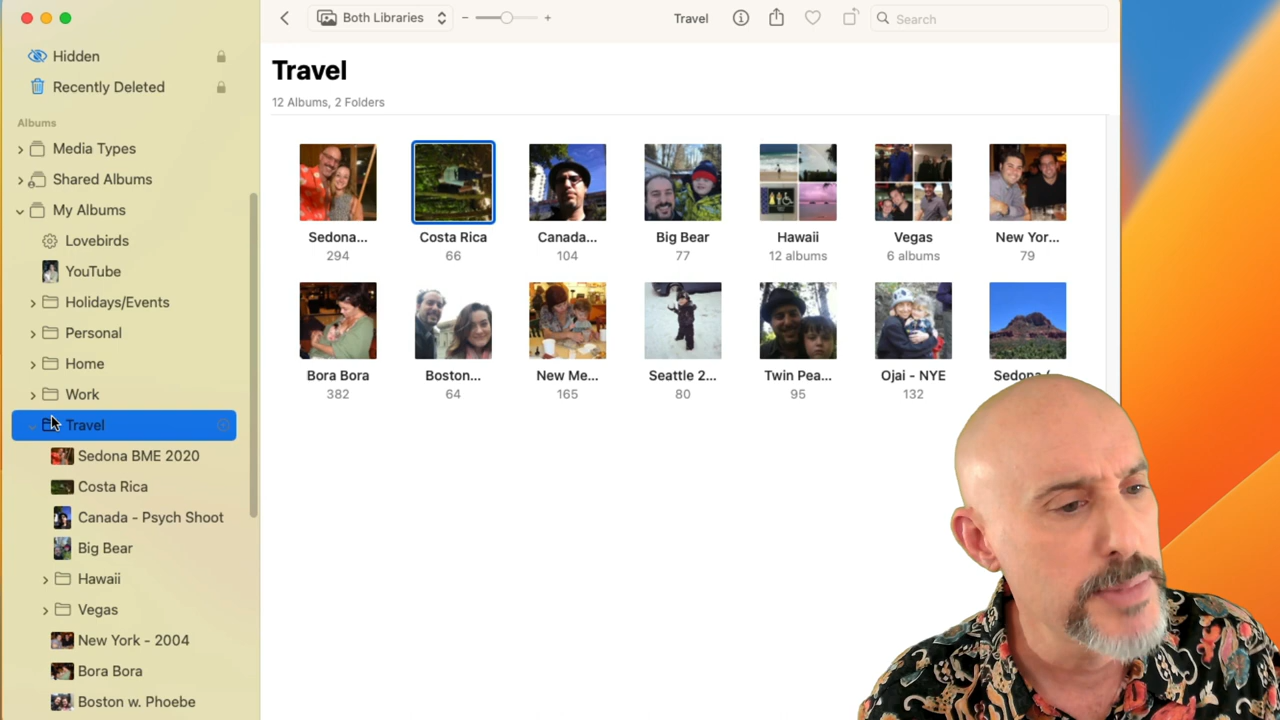 Both Libraries
Travel
Search
Hidden
Recently Deleted
Albums
Media Types
Shared Albums
My Albums
Lovebirds
YouTube
Holidays/Events
Personal
Home
Work
Travel
Sedona BME 2020
Costa Rica
Canada - Psych Shoot
Big Bear
Hawaii
Vegas
New York - 2004
Bora Bora
Boston w. Phoebe
Travel
12 Albums, 2 Folders
Sedona... Costa Rica Canada... Big Bear Hawaii Vegas New Yor...
294 66 104 77 12 albums 6 albums 79
Bora Bora Boston... New Me... Seattle 2... Twin Pea... Ojai - NYE
382 64 165 80 95 132